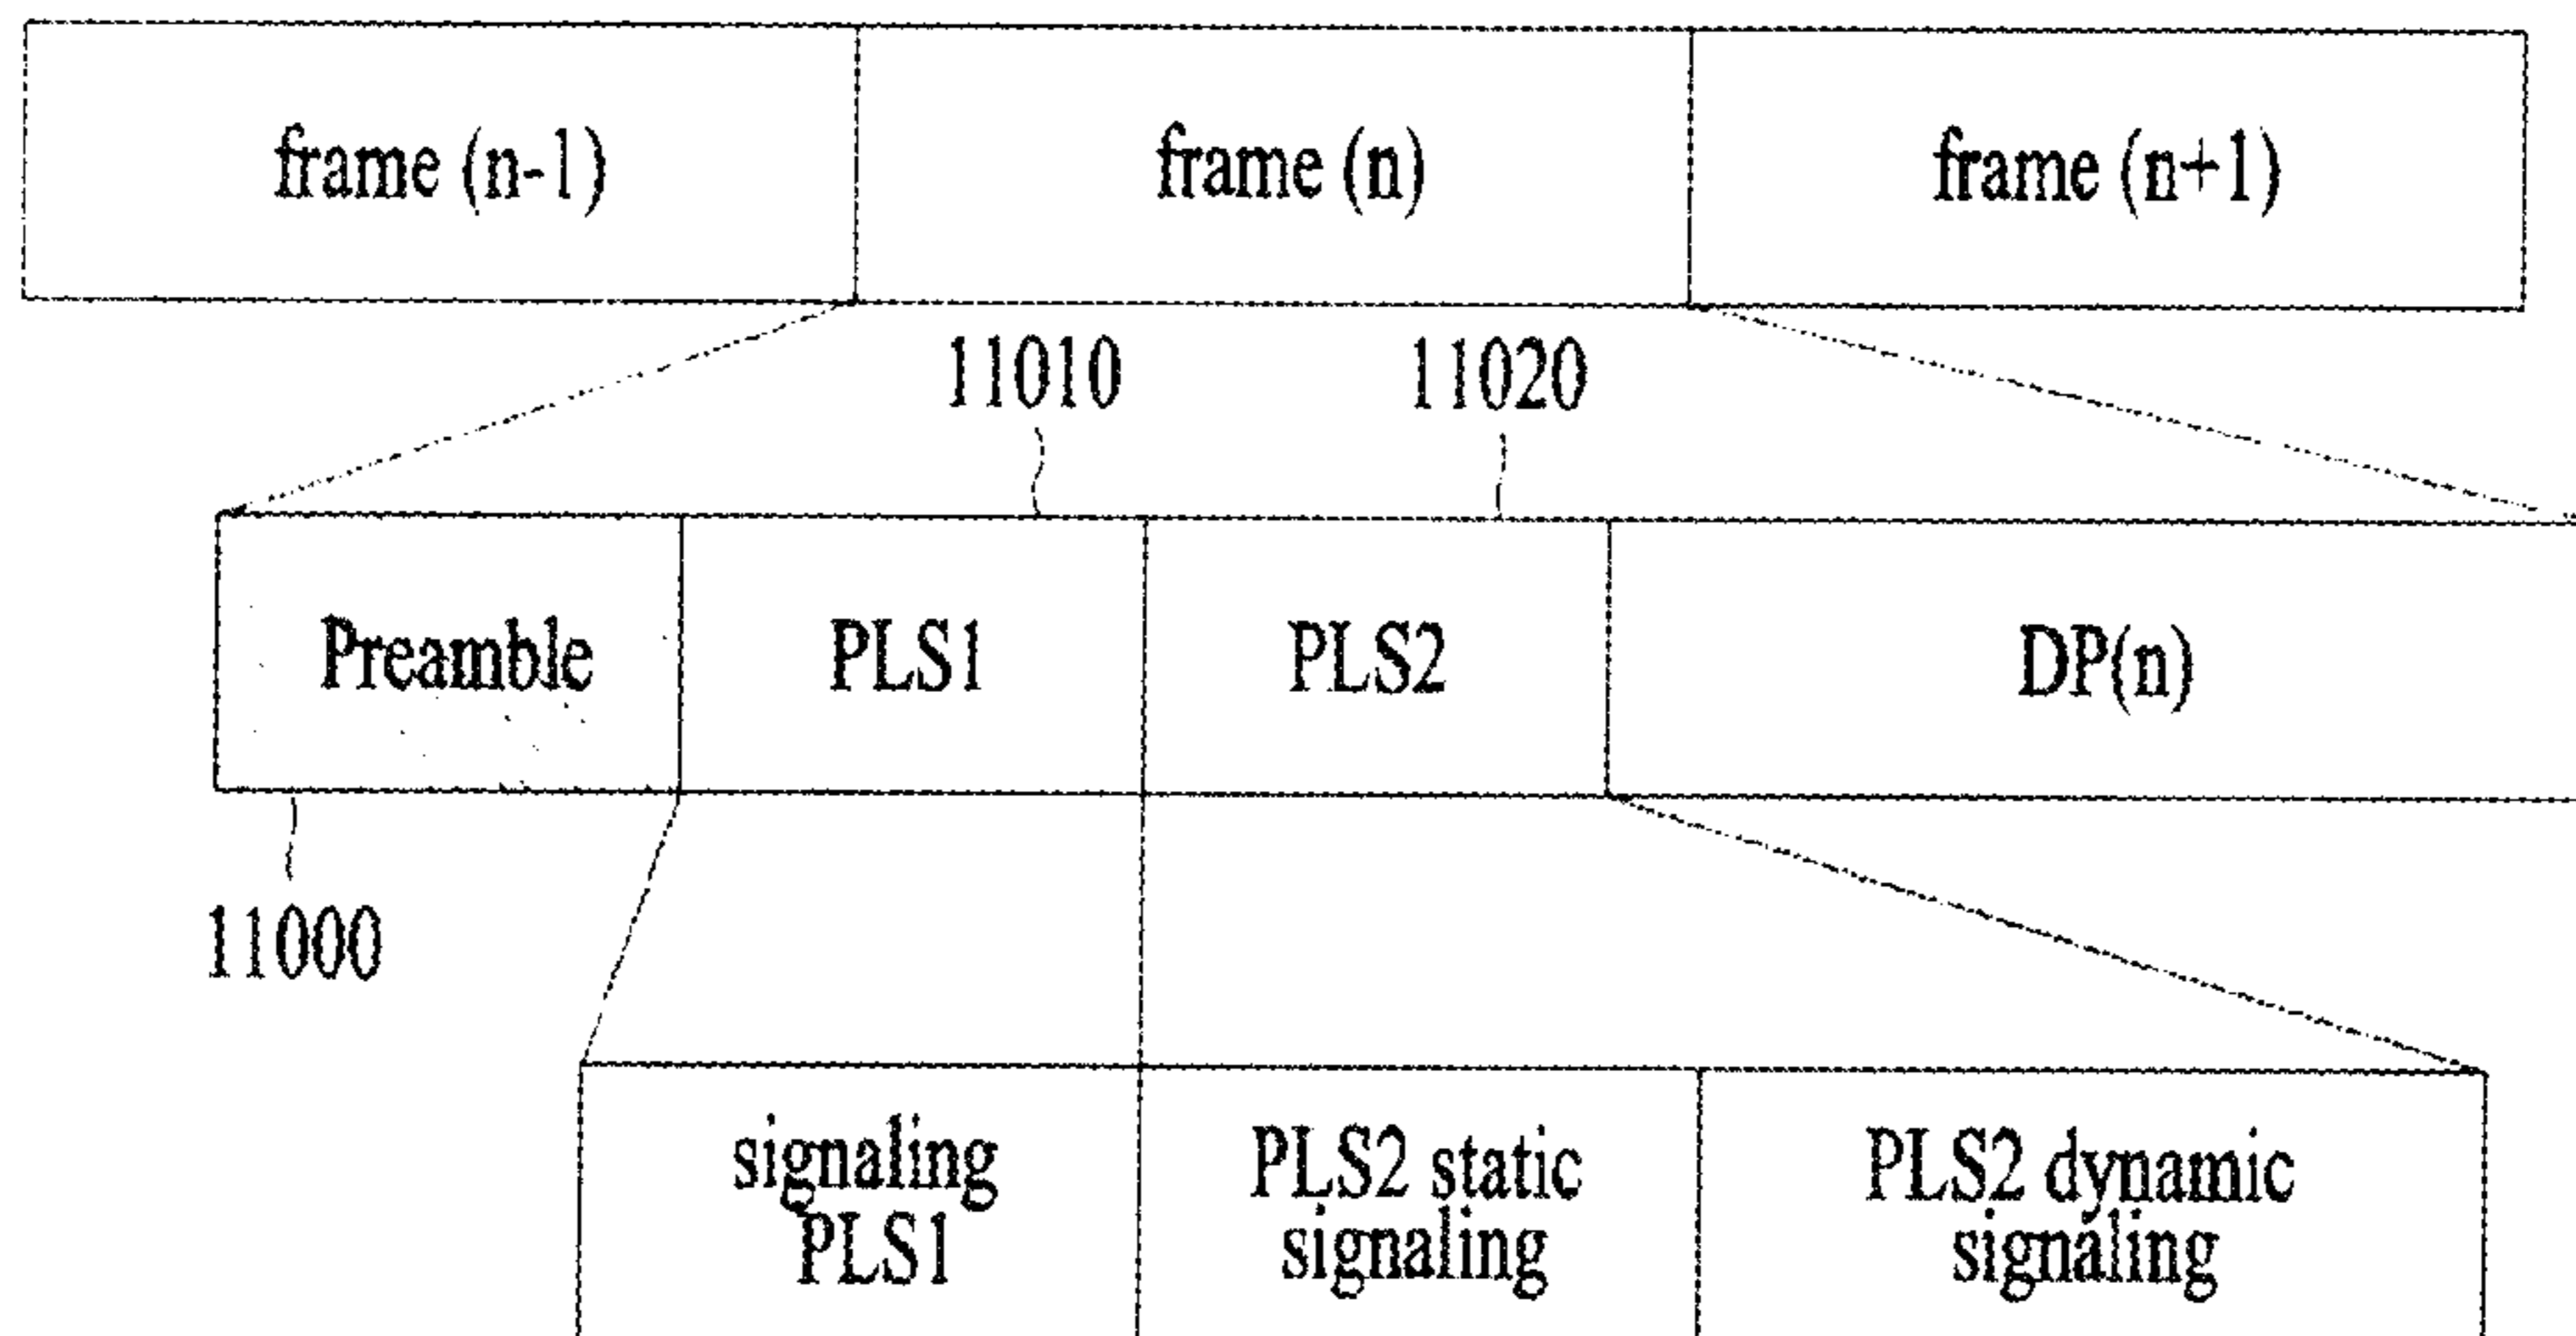 frame (n-1)
frame (n)
frame (n+1)
11010
11020
Preamble
PLS1
PLS2
DP(n)
11000
signaling
PLS1
PLS2 static
signaling
PLS2 dynamic
signaling